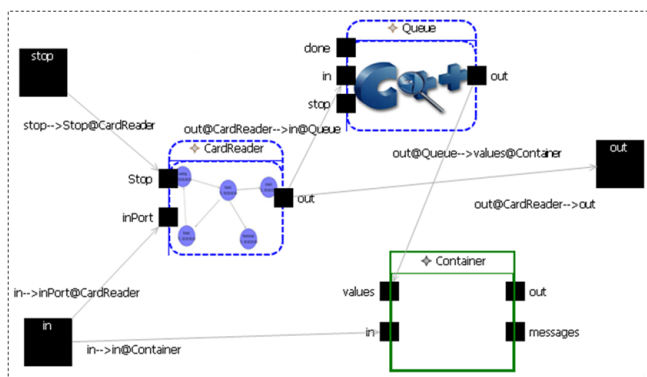 Queue
done
stop
in
out
stop
stop-->Stop@CardReader
out@CardReader-->in@Queue
CardReader
out@Queue-->values@Container
out
Stop
out
inPort
out@CardReader-->out
Container
in-->inPort@CardReader
values
out
in
in
messages
in-->in@Container